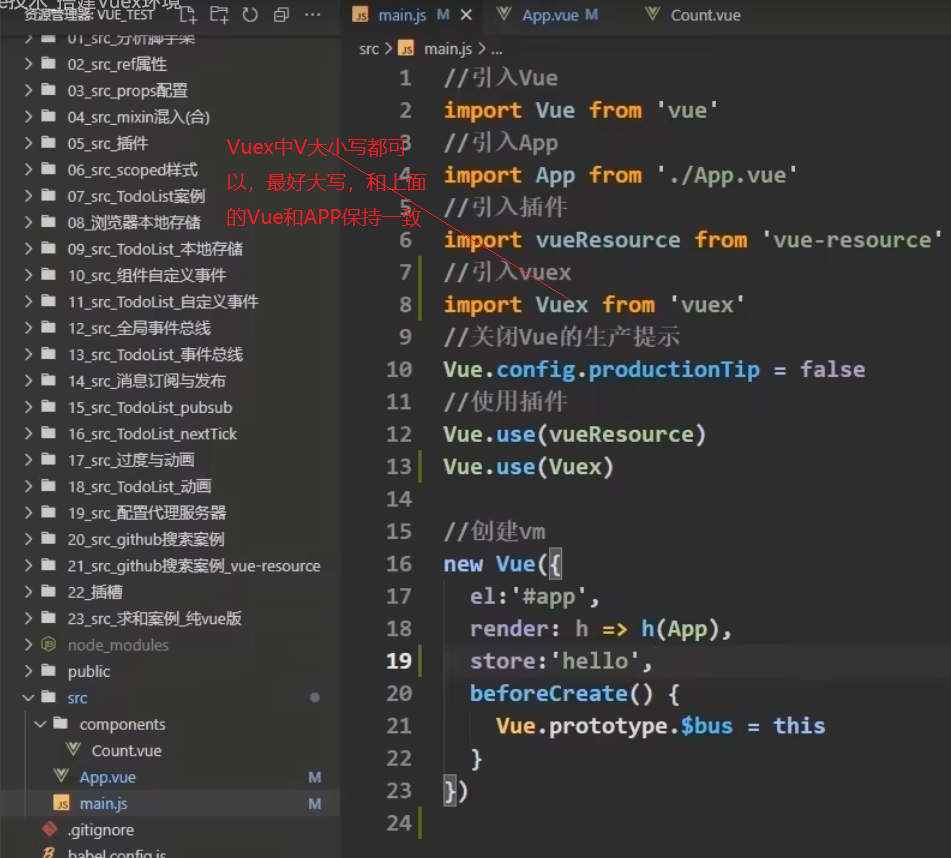 e技术_搭建Vuex环境
资源管理器: VUE_TEST
01_src_分析脚手架
02_src_ref属性
03_src_props配置
04_src_mixin混入(合)
05_src_插件
06_src_scoped样式
07_src_TodoList案例
08_浏览器本地存储
09_src_TodoList_本地存储
10_src_组件自定义事件
11_src_TodoList_自定义事件
12_src_全局事件总线
13_src_TodoList_事件总线
14_src_消息订阅与发布
15_src_TodoList_pubsub
16_src_TodoList_nextTick
17_src_过度与动画
18_src_TodoList_动画
19_src_配置代理服务器
20_src_github搜索案例
21_src_github搜索案例_vue-resource
22_插槽
23_src_求和案例_纯vue版
node_modules
public
src
components
Count.vue
App.vue M
main.js M
.gitignore
babel.config.js
Vuex中V大小写都可
以，最好大写，和上面
的Vue和APP保持一致
JS main.js M App.vue M Count.vue
src > JS main.js > ...
1 //引入Vue
2 import Vue from 'vue'
3 //引入App
4 import App from './App.vue'
5 //引入插件
6 import vueResource from 'vue-resource'
7 //引入vuex
8 import Vuex from 'vuex'
9 //关闭Vue的生产提示
10 Vue.config.productionTip = false
11 //使用插件
12 Vue.use(vueResource)
13 Vue.use(Vuex)
14
15 //创建vm
16 new Vue({
17 el:'#app',
18 render: h => h(App),
19 store:'hello',
20 beforeCreate() {
21 Vue.prototype.$bus = this
22 }
23 })
24